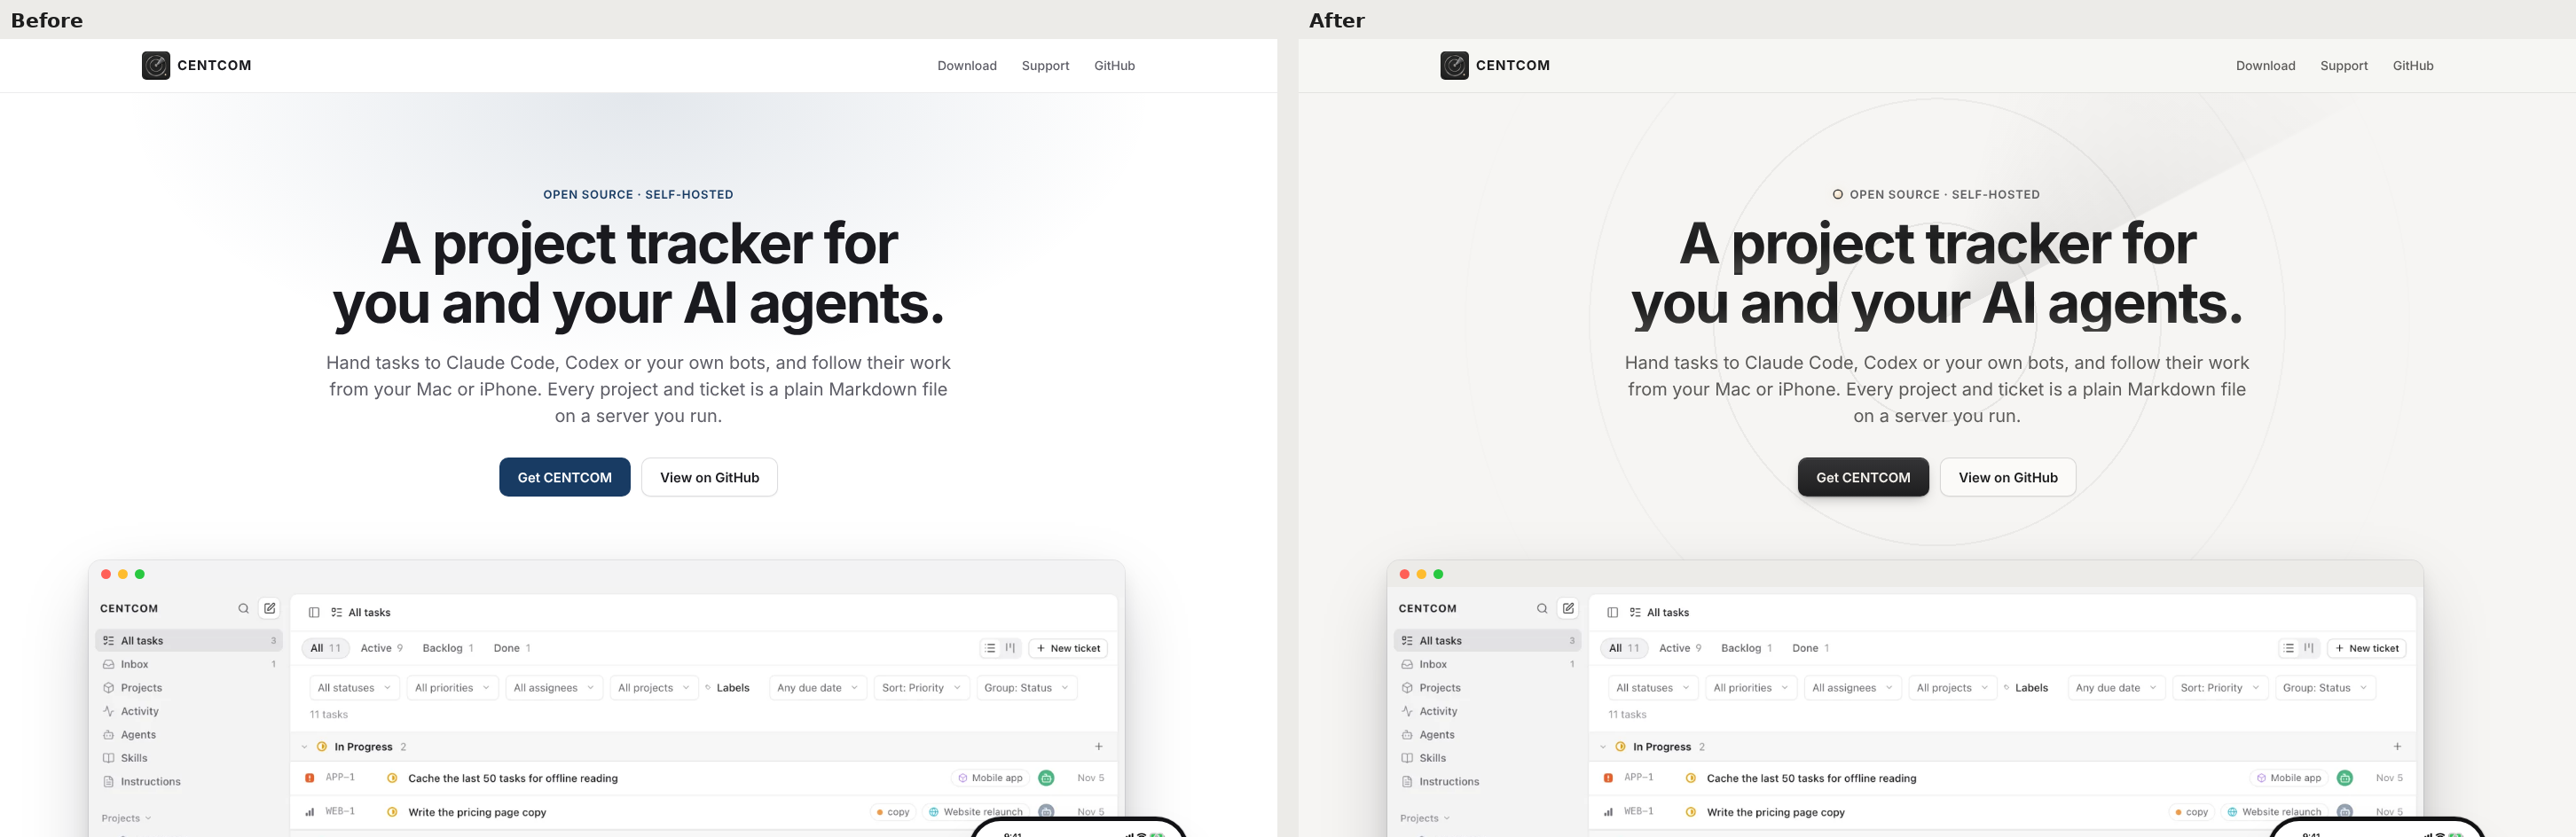 Before
CENTCOM
Download Support GitHub
OPEN SOURCE · SELF-HOSTED
A project tracker for
you and your AI agents.
Hand tasks to Claude Code, Codex or your own bots, and follow their work
from your Mac or iPhone. Every project and ticket is a plain Markdown file
on a server you run.
Get CENTCOM View on GitHub
CENTCOM
All tasks 3
Inbox 1
Projects
Activity
Agents
Skills
Instructions
Projects
All tasks
All 11 Active 9 Backlog 1 Done 1 New ticket
All statuses All priorities All assignees All projects Labels Any due date Sort: Priority Group: Status
11 tasks
In Progress 2
APP-1 Cache the last 50 tasks for offline reading Mobile app Nov 5
WEB-1 Write the pricing page copy copy Website relaunch Nov 5
9:41
After
CENTCOM
Download Support GitHub
OPEN SOURCE · SELF-HOSTED
A project tracker for
you and your AI agents.
Hand tasks to Claude Code, Codex or your own bots, and follow their work
from your Mac or iPhone. Every project and ticket is a plain Markdown file
on a server you run.
Get CENTCOM View on GitHub
CENTCOM
All tasks 3
Inbox 1
Projects
Activity
Agents
Skills
Instructions
Projects
All tasks
All 11 Active 9 Backlog 1 Done 1 New ticket
All statuses All priorities All assignees All projects Labels Any due date Sort: Priority Group: Status
11 tasks
In Progress 2
APP-1 Cache the last 50 tasks for offline reading Mobile app Nov 5
WEB-1 Write the pricing page copy copy Website relaunch Nov 5
9:41